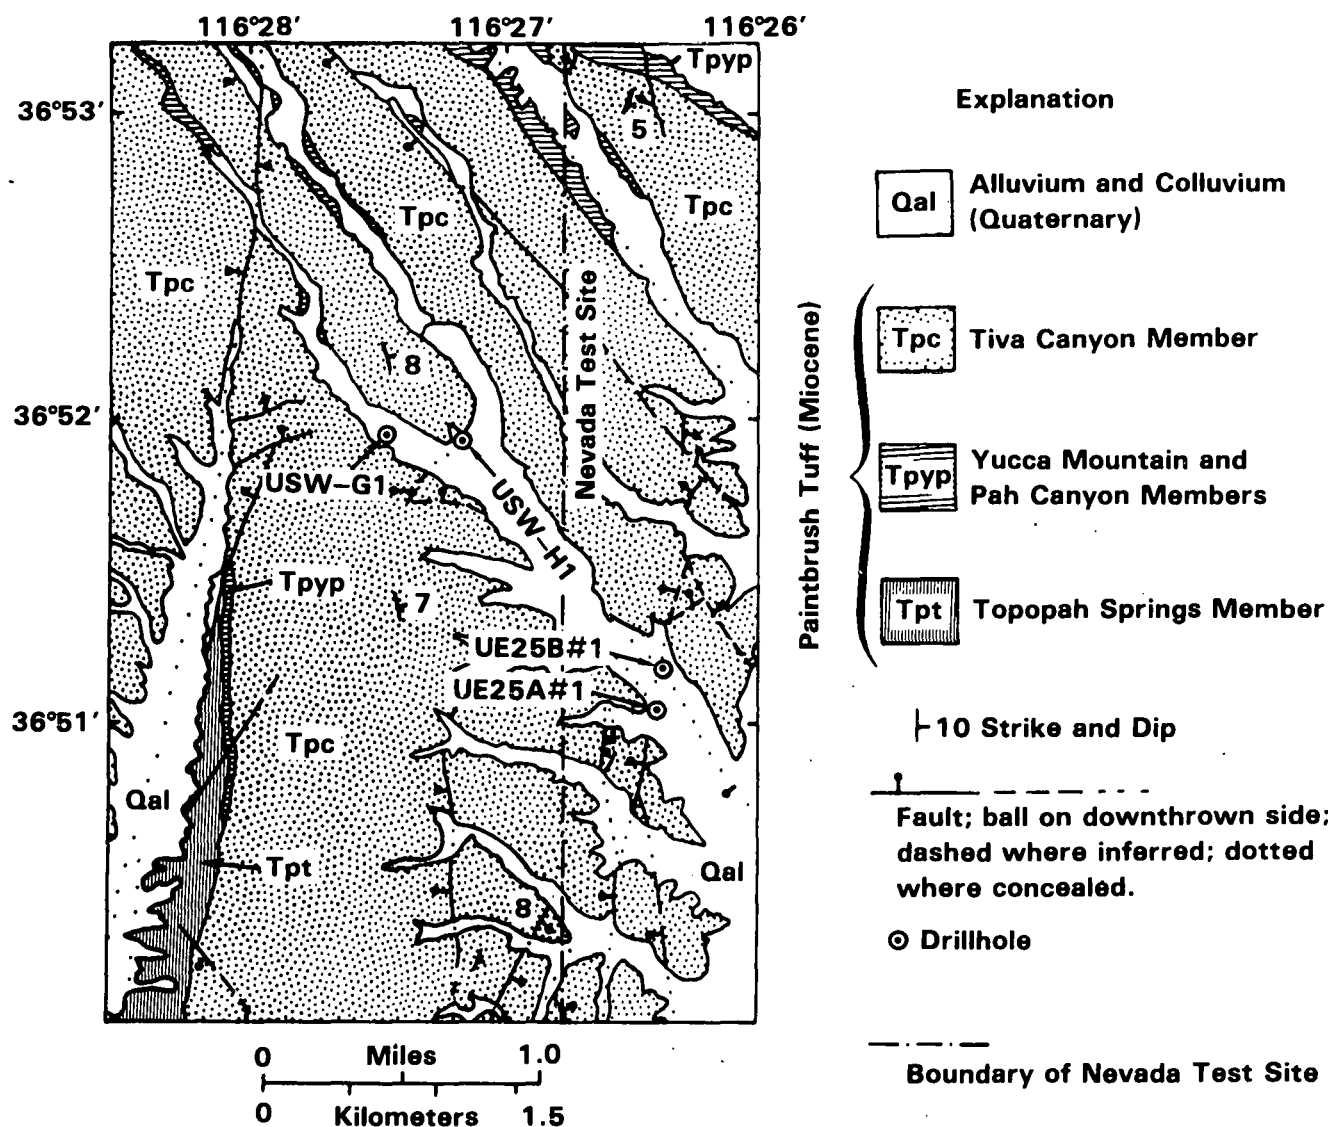 116°28′ 116°27′ 116°26′
36°53′
36°52′
36°51′
Tpyp
5
Tpc
Tpc
Tpc
Nevada Test Site
8
USW-G1
USW-H1
Tpyp
7
UE25B#1
UE25A#1
Tpc
Qal
Tpt
Qal
8
0 Miles 1.0
0 Kilometers 1.5
Explanation
Qal Alluvium and Colluvium
(Quaternary)
Paintbrush Tuff (Miocene)
Tpc Tiva Canyon Member
Tpyp Yucca Mountain and
Pah Canyon Members
Tpt Topopah Springs Member
10 Strike and Dip
Fault; ball on downthrown side;
dashed where inferred; dotted
where concealed.
Drillhole
Boundary of Nevada Test Site